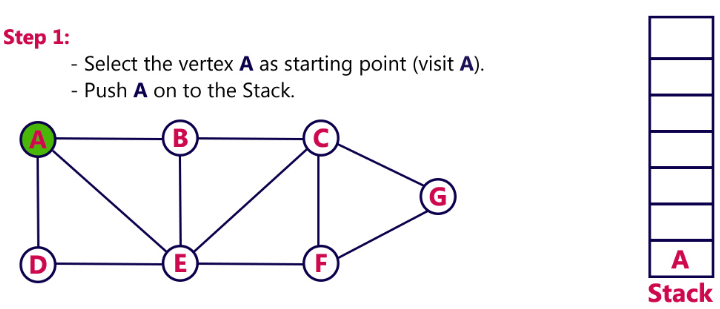 Step 1:
- Select the vertex A as starting point (visit A).
- Push A on to the Stack.
A B C
G
D E F
A
Stack